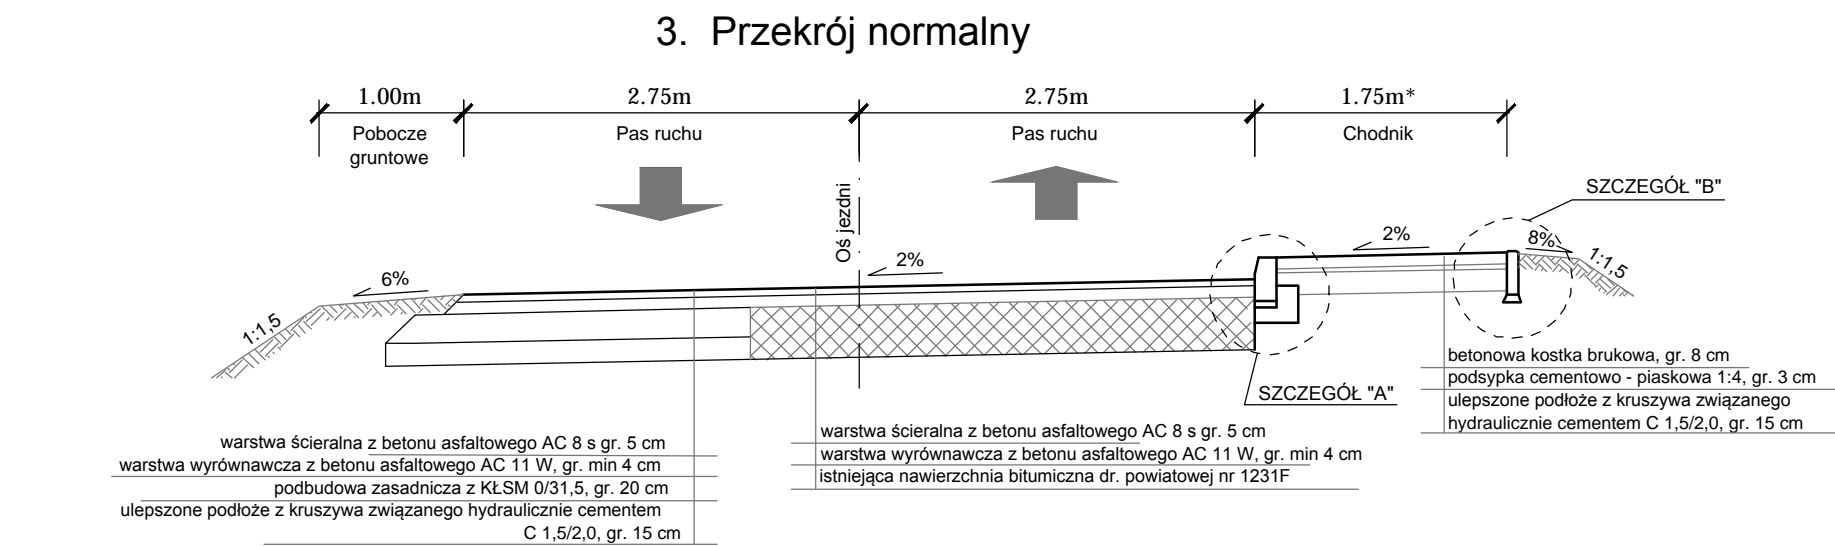 3. Przekrój normalny
1.00m
2.75m
2.75m
1.75m*
Pobocze
gruntowe
Pas ruchu
Pas ruchu
Chodnik
SZCZEGÓŁ "B"
Oś jezdni
2%
2%
8%
1:1,5
6%
1:1,5
SZCZEGÓŁ "A"
betonowa kostka brukowa, gr. 8 cm
podsypka cementowo - piaskowa 1:4, gr. 3 cm
ulepszone podłoże z kruszywa związanego
hydraulicznie cementem C 1,5/2,0, gr. 15 cm
warstwa ścieralna z betonu asfaltowego AC 8 s gr. 5 cm
warstwa wyrównawcza z betonu asfaltowego AC 11 W, gr. min 4 cm
podbudowa zasadnicza z KŁSM 0/31,5, gr. 20 cm
ulepszone podłoże z kruszywa związanego hydraulicznie cementem
C 1,5/2,0, gr. 15 cm
warstwa ścieralna z betonu asfaltowego AC 8 s gr. 5 cm
warstwa wyrównawcza z betonu asfaltowego AC 11 W, gr. min 4 cm
istniejąca nawierzchnia bitumiczna dr. powiatowej nr 1231F